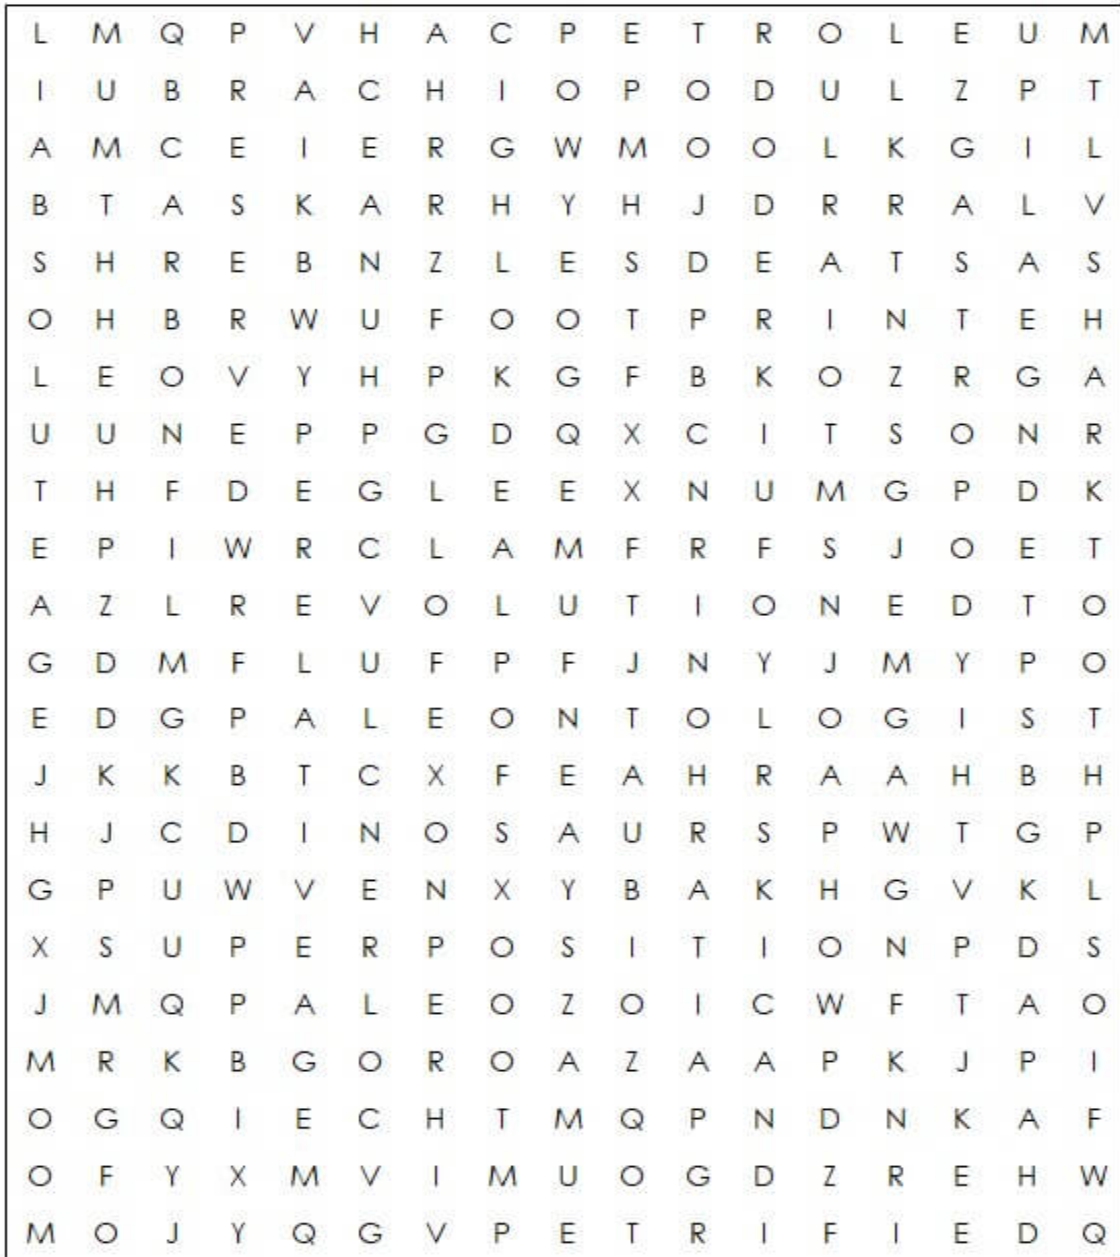 L M Q P V H A C P E T R O L E U M
I U B R A C H I O P O D U L Z P T
A M C E I E R G W M O O L K G I L
B T A S K A R H Y H J D R R A L V
S H R E B N Z L E S D E A T S A S
O H B R W U F O O T P R I N T E H
L E O V Y H P K G F B K O Z R G A
U U N E P P G D Q X C I T S O N R
T H F D E G L E E X N U M G P D K
E P I W R C L A M F R F S J O E T
A Z L R E V O L U T I O N E D T O
G D M F L U F P F J N Y J M Y P O
E D G P A L E O N T O L O G I S T
J K K B T C X F E A H R A A H B H
H J C D I N O S A U R S P W T G P
G P U W V E N X Y B A K H G V K L
X S U P E R P O S I T I O N P D S
J M Q P A L E O Z O I C W F T A O
M R K B G O R O A Z A A P K J P I
O G Q I E C H T M Q P N D N K A F
O F Y X M V I M U O G D Z R E H W
M O J Y Q G V P E T R I F I E D Q